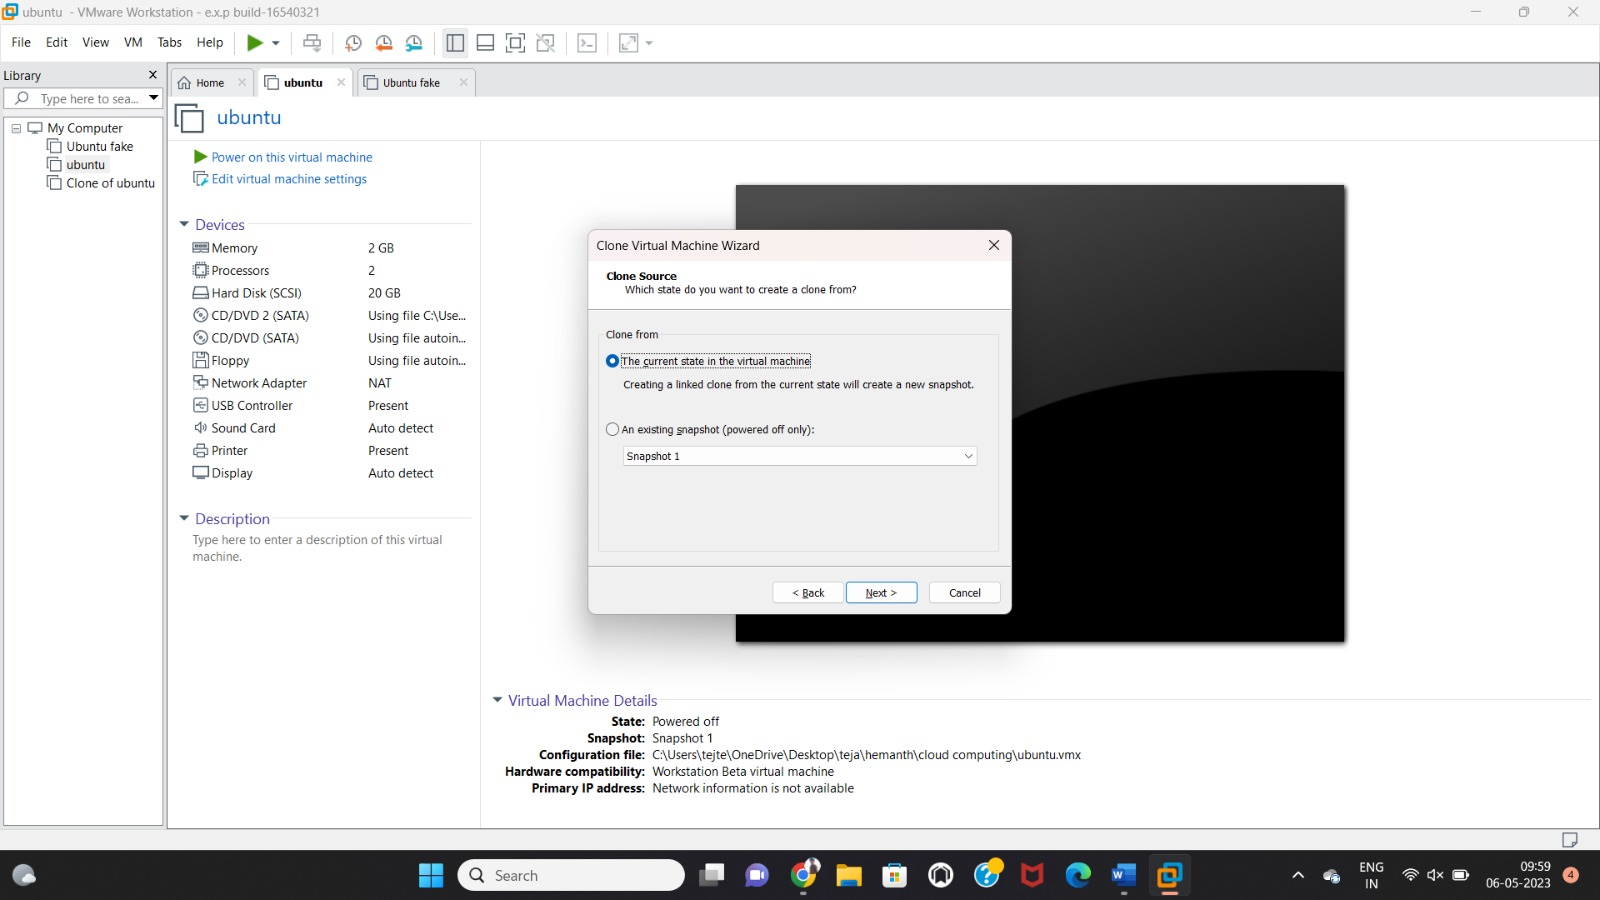 ubuntu - VMware Workstation - e.x.p build-16540321
File Edit View VM Tabs Help
Library
Type here to sea...
My Computer
Ubuntu fake
ubuntu
Clone of ubuntu
Home
ubuntu
Ubuntu fake
ubuntu
Power on this virtual machine
Edit virtual machine settings
Devices
Memory 2 GB
Processors 2
Hard Disk (SCSI) 20 GB
CD/DVD 2 (SATA) Using file C:\Use...
CD/DVD (SATA) Using file autoin...
Floppy Using file autoin...
Network Adapter NAT
USB Controller Present
Sound Card Auto detect
Printer Present
Display Auto detect
Description
Type here to enter a description of this virtual
machine.
Clone Virtual Machine Wizard
Clone Source
Which state do you want to create a clone from?
Clone from
The current state in the virtual machine
Creating a linked clone from the current state will create a new snapshot.
An existing snapshot (powered off only):
Snapshot 1
< Back Next > Cancel
Virtual Machine Details
State: Powered off
Snapshot: Snapshot 1
Configuration file: C:\Users\tejte\OneDrive\Desktop\teja\hemanth\cloud computing\ubuntu.vmx
Hardware compatibility: Workstation Beta virtual machine
Primary IP address: Network information is not available
Search
ENG
IN
09:59
06-05-2023
4